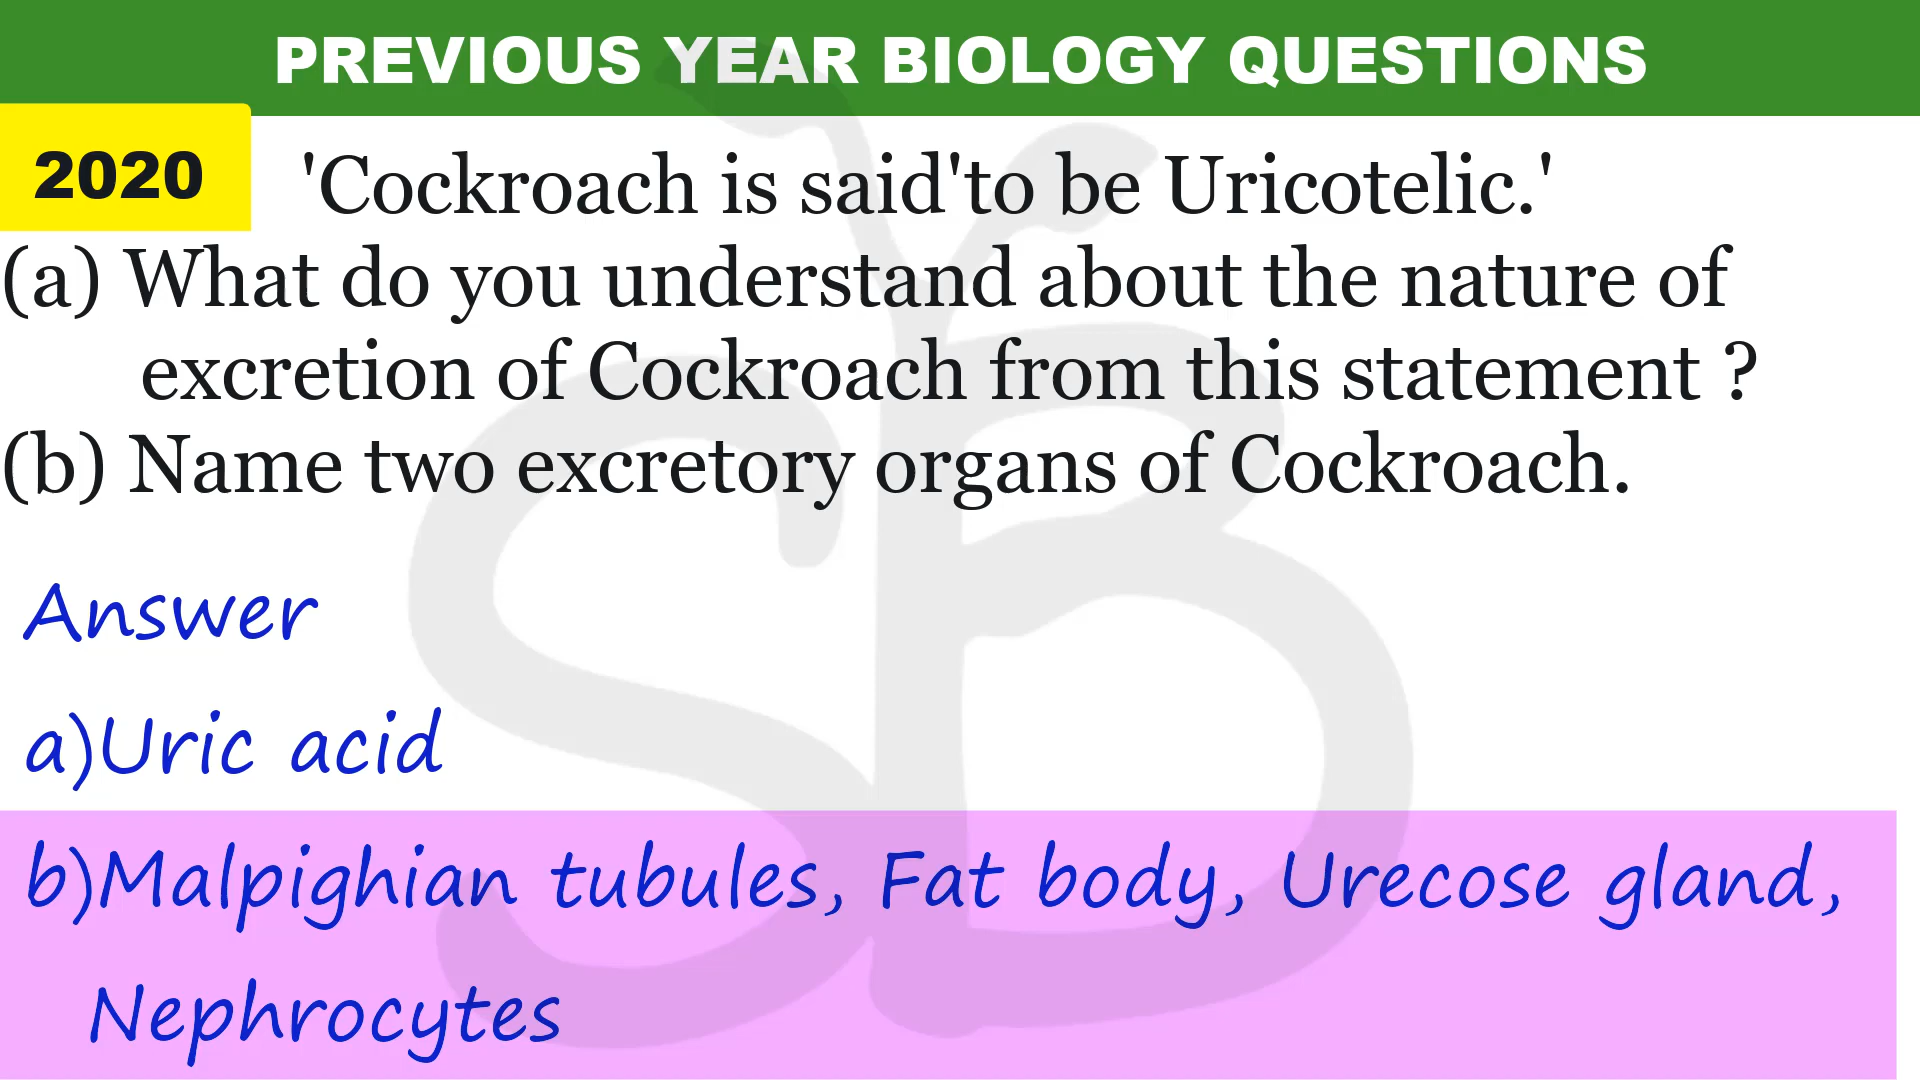 PREVIOUS YEAR BIOLOGY QUESTIONS
2020 'Cockroach is said'to be Uricotelic.'
(a) What do you understand about the nature of
excretion of Cockroach from this statement ?
(b) Name two excretory organs of Cockroach.
Answer
a)Uric acid
b)Malpighian tubules, Fat body, Urecose gland,
Nephrocytes